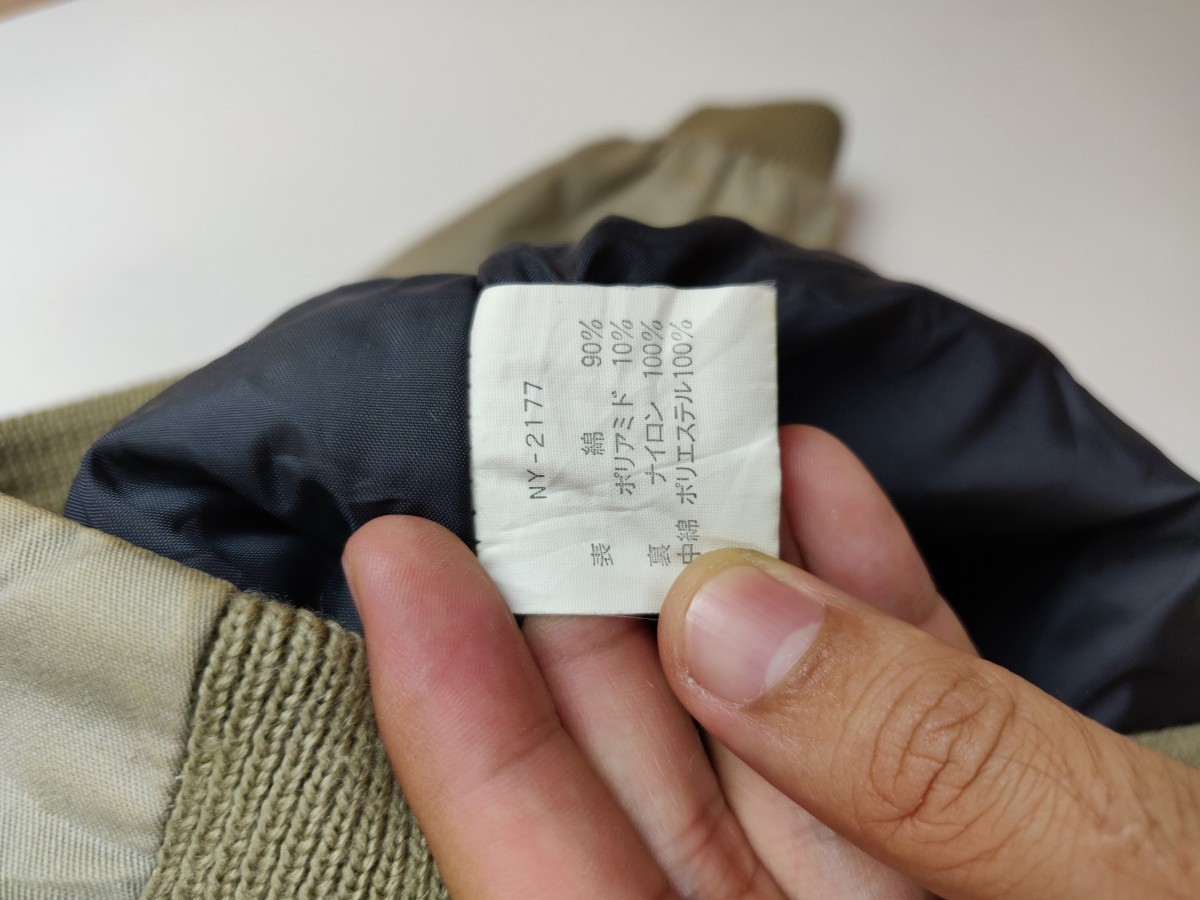 NY-2177
表 綿 90%
ポリアミド 10%
裏 ナイロン 100%
中綿 ポリエステル100%